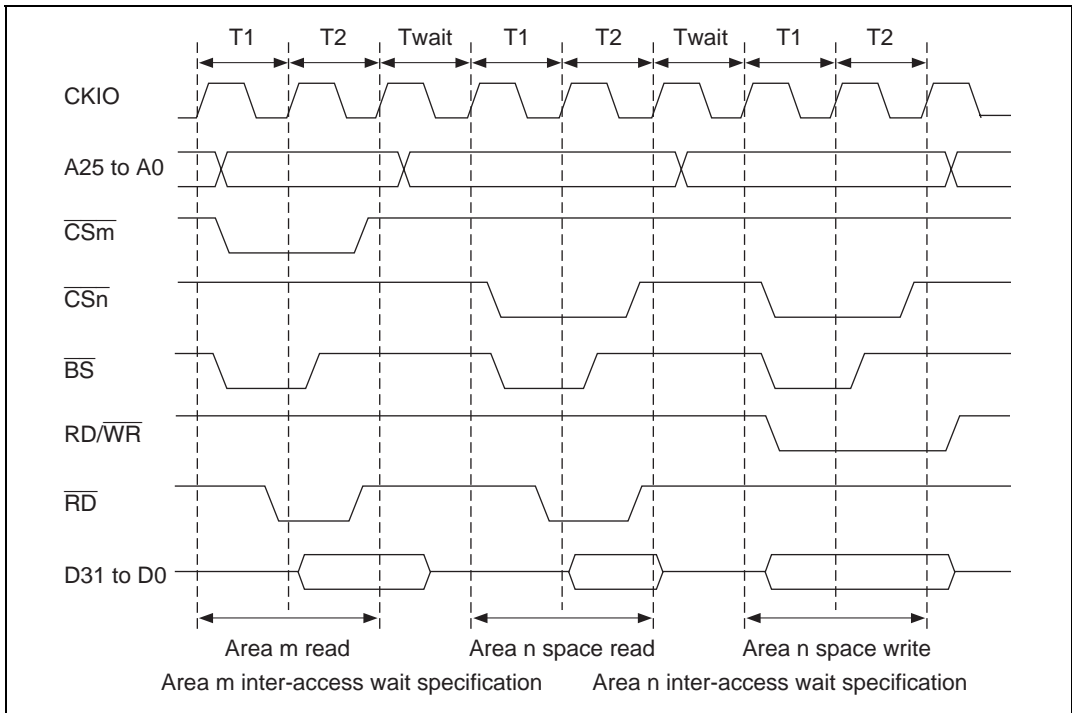 T1 T2 Twait T1 T2 Twait T1 T2
CKIO
A25 to A0
CSm
CSn
BS
RD/WR
RD
D31 to D0
Area m read Area n space read Area n space write
Area m inter-access wait specification Area n inter-access wait specification